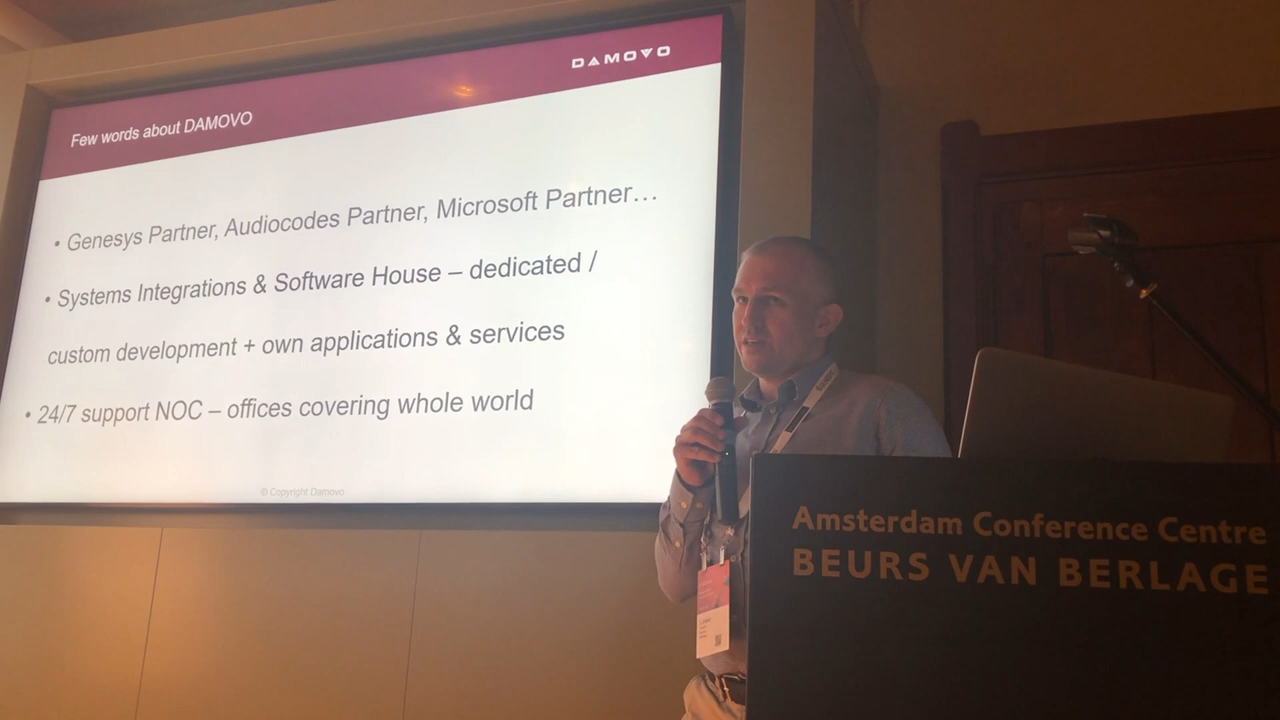 DAMOVO
Few words about DAMOVO
• Genesys Partner, Audiocodes Partner, Microsoft Partner…
• Systems Integrations & Software House – dedicated /
custom development + own applications & services
• 24/7 support NOC – offices covering whole world
© Copyright Damovo
Amsterdam Conference Centre
BEURS VAN BERLAGE